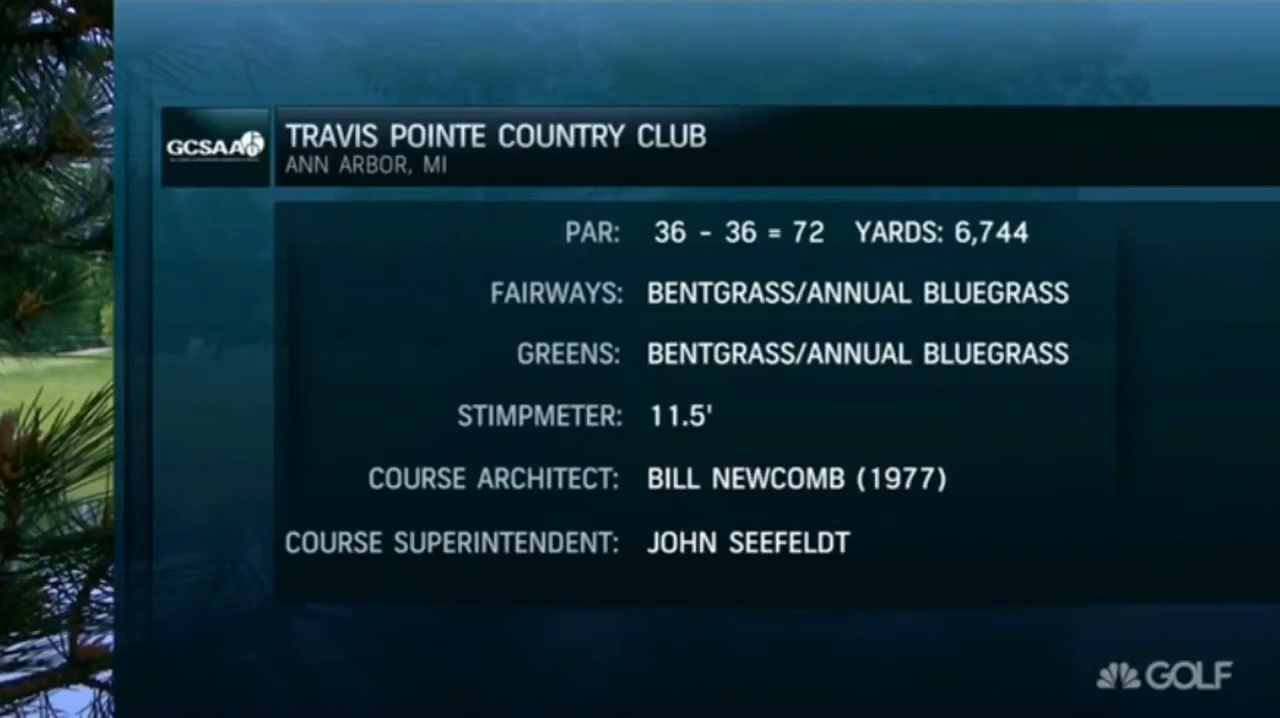 GCSAA
TRAVIS POINTE COUNTRY CLUB
ANN ARBOR, MI
PAR: 36 - 36 = 72 YARDS: 6,744
FAIRWAYS: BENTGRASS/ANNUAL BLUEGRASS
GREENS: BENTGRASS/ANNUAL BLUEGRASS
STIMPMETER: 11.5'
COURSE ARCHITECT: BILL NEWCOMB (1977)
COURSE SUPERINTENDENT: JOHN SEEFELDT
GOLF